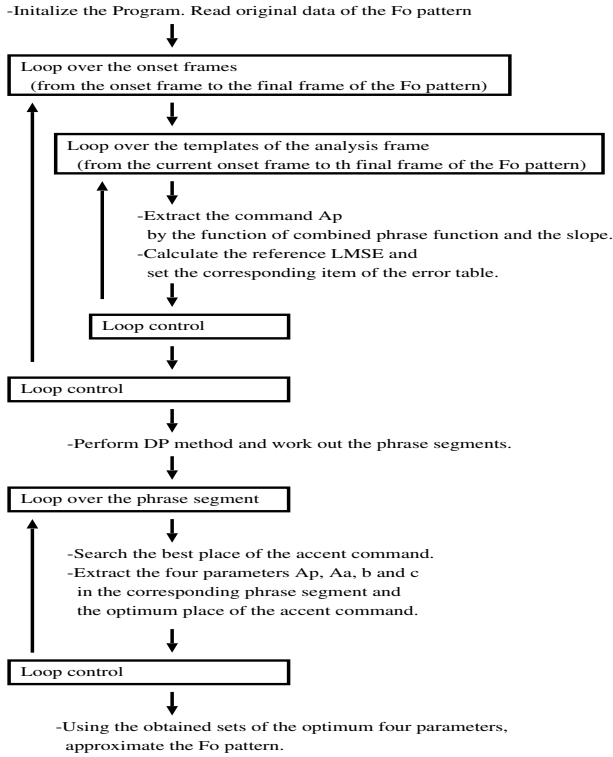 -Initalize the Program. Read original data of the Fo pattern
Loop over the onset frames
(from the onset frame to the final frame of the Fo pattern)
Loop over the templates of the analysis frame
(from the current onset frame to th final frame of the Fo pattern)
-Extract the command Ap
by the function of combined phrase function and the slope.
-Calculate the reference LMSE and
set the corresponding item of the error table.
Loop control
Loop control
-Perform DP method and work out the phrase segments.
Loop over the phrase segment
-Search the best place of the accent command.
-Extract the four parameters Ap, Aa, b and c
in the corresponding phrase segment and
the optimum place of the accent command.
Loop control
-Using the obtained sets of the optimum four parameters,
approximate the Fo pattern.